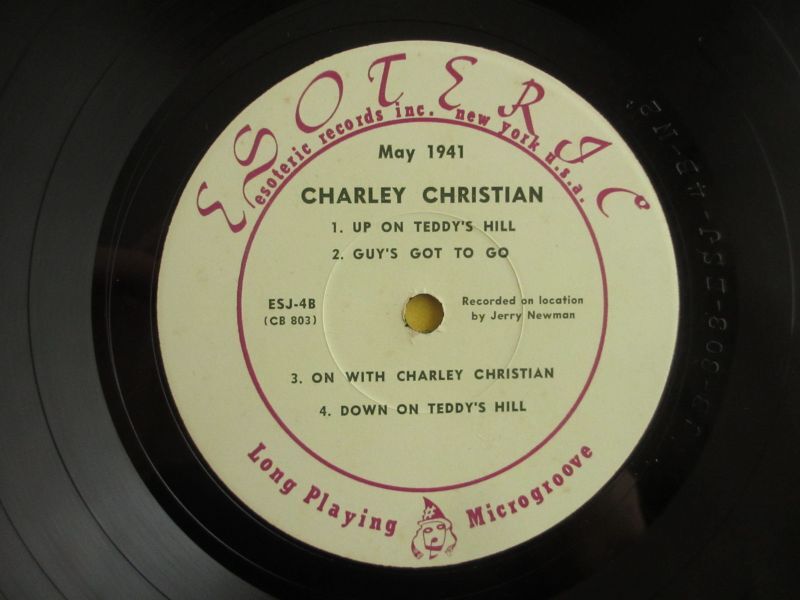 ESOTERIC
esoteric records inc. new york u.s.a.
May 1941
CHARLEY CHRISTIAN
1. UP ON TEDDY'S HILL
2. GUY'S GOT TO GO
ESJ-4B
(CB 803)
Recorded on location
by Jerry Newman
3. ON WITH CHARLEY CHRISTIAN
4. DOWN ON TEDDY'S HILL
Long Playing Microgroove